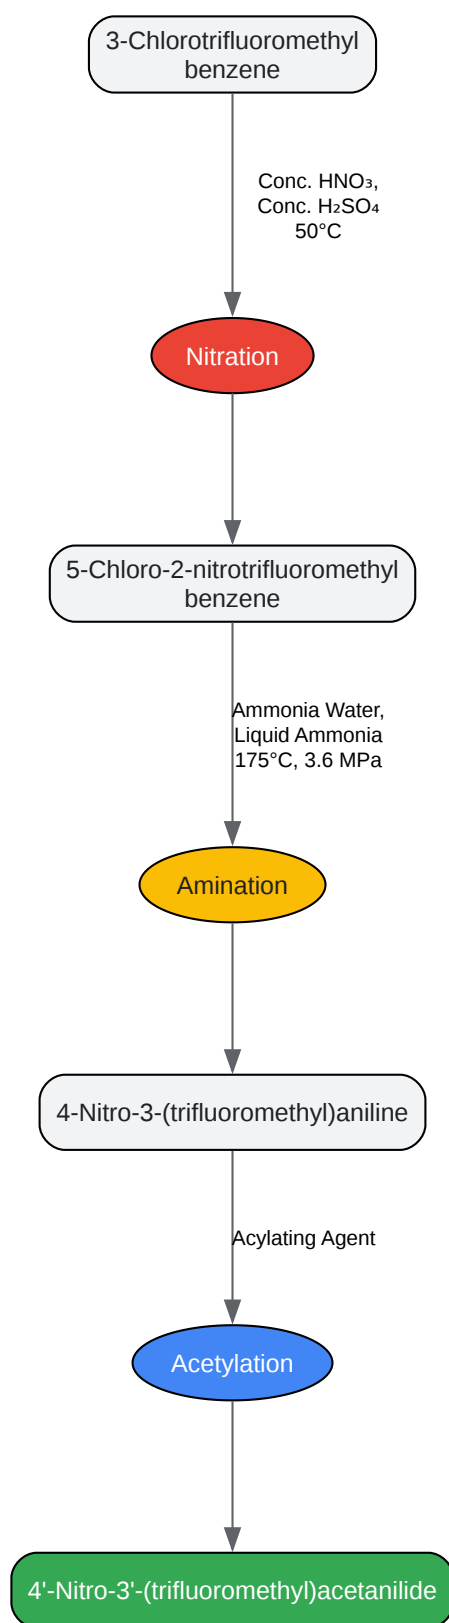 3-Chlorotrifluoromethyl
benzene
Conc. HNO₃,
Conc. H₂SO₄
50°C
Nitration
5-Chloro-2-nitrotrifluoromethyl
benzene
Ammonia Water,
Liquid Ammonia
175°C, 3.6 MPa
Amination
4-Nitro-3-(trifluoromethyl)aniline
Acylating Agent
Acetylation
4'-Nitro-3'-(trifluoromethyl)acetanilide